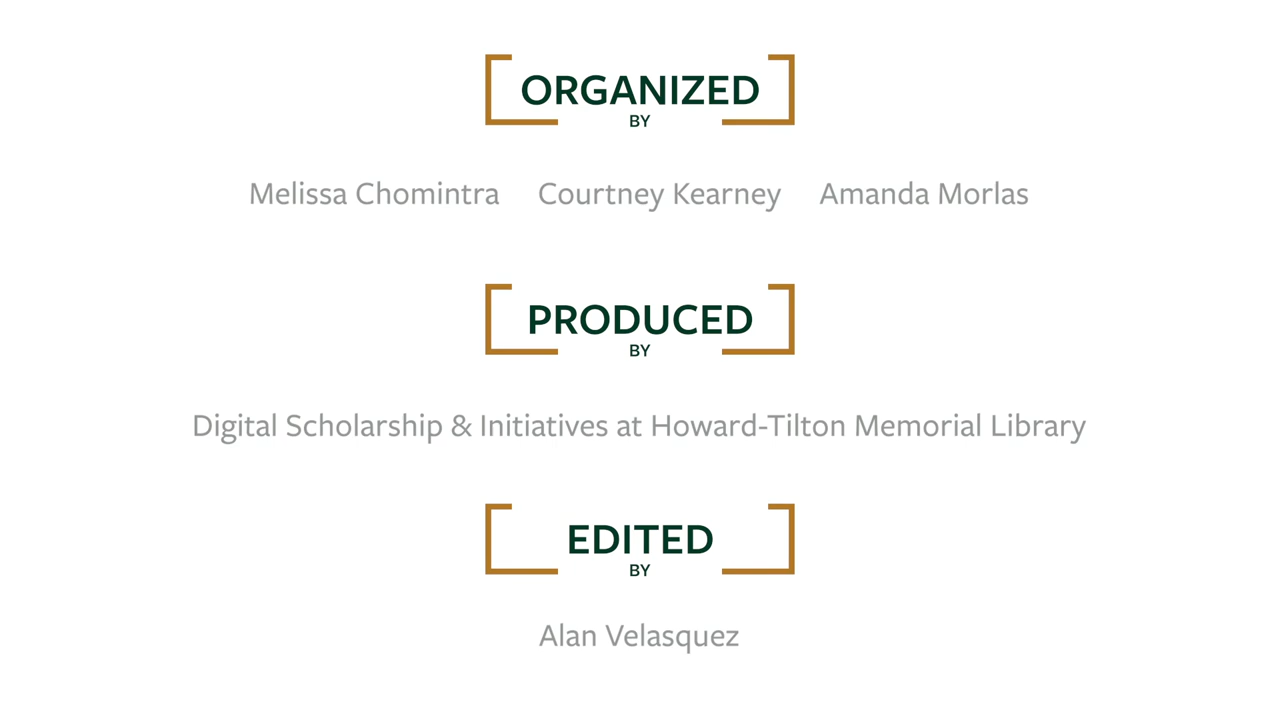 ORGANIZED
BY
Melissa Chomintra Courtney Kearney Amanda Morlas
PRODUCED
BY
Digital Scholarship & Initiatives at Howard-Tilton Memorial Library
EDITED
BY
Alan Velasquez